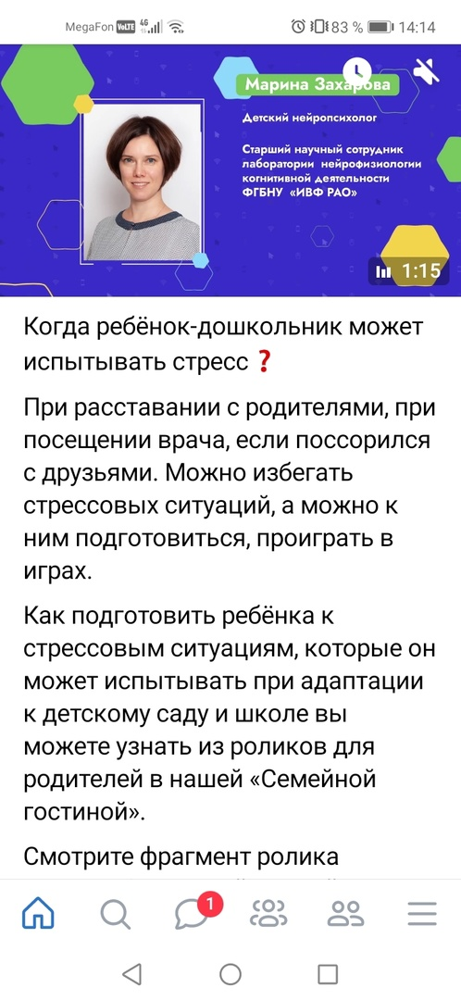 MegaFon VoLTE 4G 83 % 14:14
Марина Захарова
Детский нейропсихолог
Старший научный сотрудник
лаборатории нейрофизиологии
когнитивной деятельности
ФГБНУ «ИВФ РАО»
1:15
Когда ребёнок-дошкольник может
испытывать стресс ❓
При расставании с родителями, при
посещении врача, если поссорился
с друзьями. Можно избегать
стрессовых ситуаций, а можно к
ним подготовиться, проиграть в
играх.
Как подготовить ребёнка к
стрессовым ситуациям, которые он
может испытывать при адаптации
к детскому саду и школе вы
можете узнать из роликов для
родителей в нашей «Семейной
гостиной».
Смотрите фрагмент ролика
1